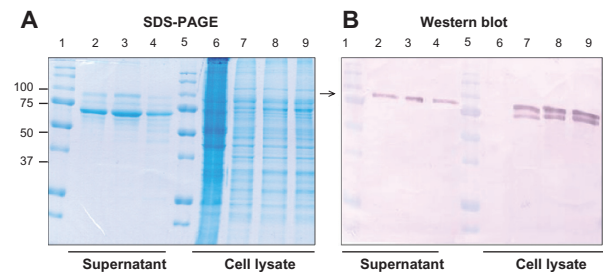 A SDS-PAGE B Western blot
1 2 3 4 5 6 7 8 9 1 2 3 4 5 6 7 8 9
100
75
50
37
Supernatant Cell lysate Supernatant Cell lysate